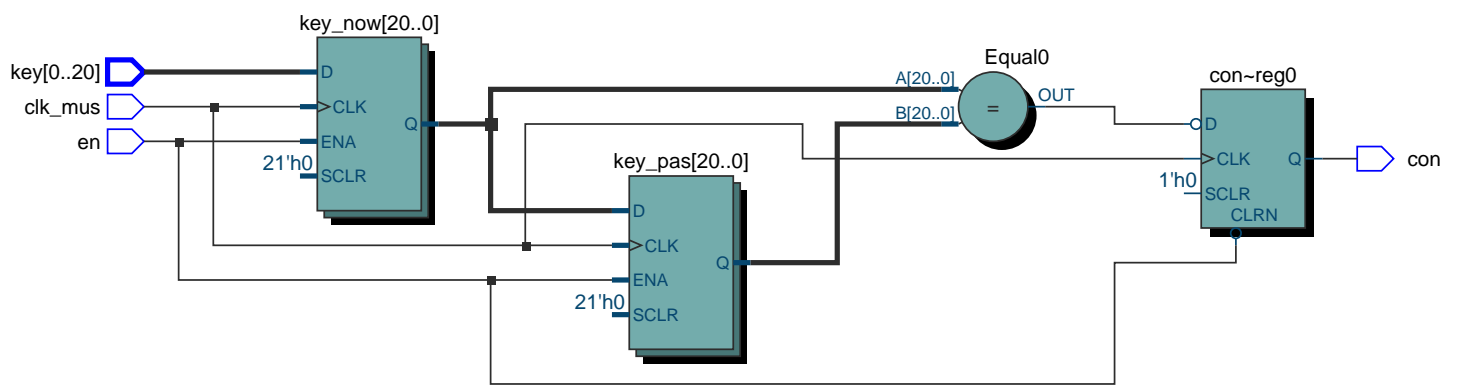 key_now[20..0]
key[0..20]
D
clk_mus
CLK
Q
en
ENA
21'h0
SCLR
key_pas[20..0]
D
CLK
Q
ENA
21'h0
SCLR
Equal0
A[20..0]
=
OUT
B[20..0]
con~reg0
D
CLK
Q
con
1'h0
SCLR
CLRN